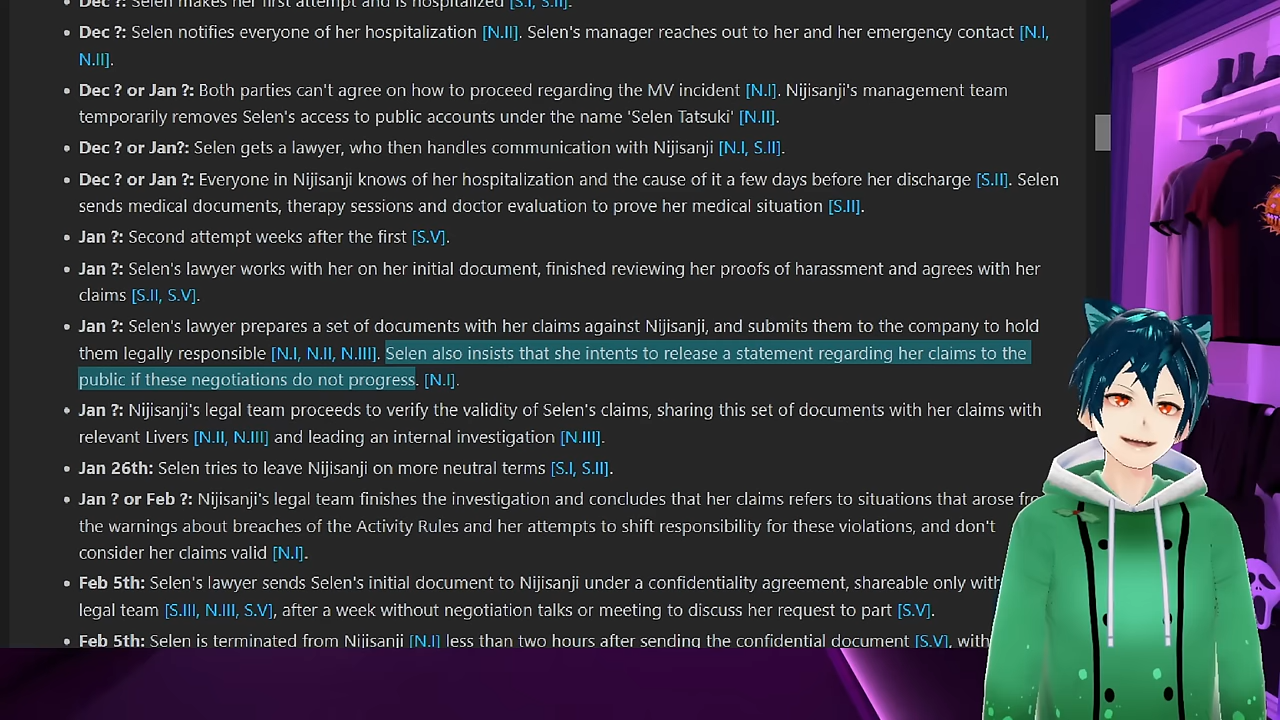 • Dec ?: Selen makes her first attempt and is hospitalized [S.I, S.II].
• Dec ?: Selen notifies everyone of her hospitalization [N.II]. Selen's manager reaches out to her and her emergency contact [N.I,
N.II].
• Dec ? or Jan ?: Both parties can't agree on how to proceed regarding the MV incident [N.I]. Nijisanji's management team
temporarily removes Selen's access to public accounts under the name 'Selen Tatsuki' [N.II].
• Dec ? or Jan?: Selen gets a lawyer, who then handles communication with Nijisanji [N.I, S.II].
• Dec ? or Jan ?: Everyone in Nijisanji knows of her hospitalization and the cause of it a few days before her discharge [S.II]. Selen
sends medical documents, therapy sessions and doctor evaluation to prove her medical situation [S.II].
• Jan ?: Second attempt weeks after the first [S.V].
• Jan ?: Selen's lawyer works with her on her initial document, finished reviewing her proofs of harassment and agrees with her
claims [S.II, S.V].
• Jan ?: Selen's lawyer prepares a set of documents with her claims against Nijisanji, and submits them to the company to hold
them legally responsible [N.I, N.II, N.III]. Selen also insists that she intents to release a statement regarding her claims to the
public if these negotiations do not progress. [N.I].
• Jan ?: Nijisanji's legal team proceeds to verify the validity of Selen's claims, sharing this set of documents with her claims with
relevant Livers [N.II, N.III] and leading an internal investigation [N.III].
• Jan 26th: Selen tries to leave Nijisanji on more neutral terms [S.I, S.II].
• Jan ? or Feb ?: Nijisanji's legal team finishes the investigation and concludes that her claims refers to situations that arose fro
the warnings about breaches of the Activity Rules and her attempts to shift responsibility for these violations, and don't
consider her claims valid [N.I].
• Feb 5th: Selen's lawyer sends Selen's initial document to Nijisanji under a confidentiality agreement, shareable only with
legal team [S.III, N.III, S.V], after a week without negotiation talks or meeting to discuss her request to part [S.V].
• Feb 5th: Selen is terminated from Nijisanji [N.I] less than two hours after sending the confidential document [S.V], with